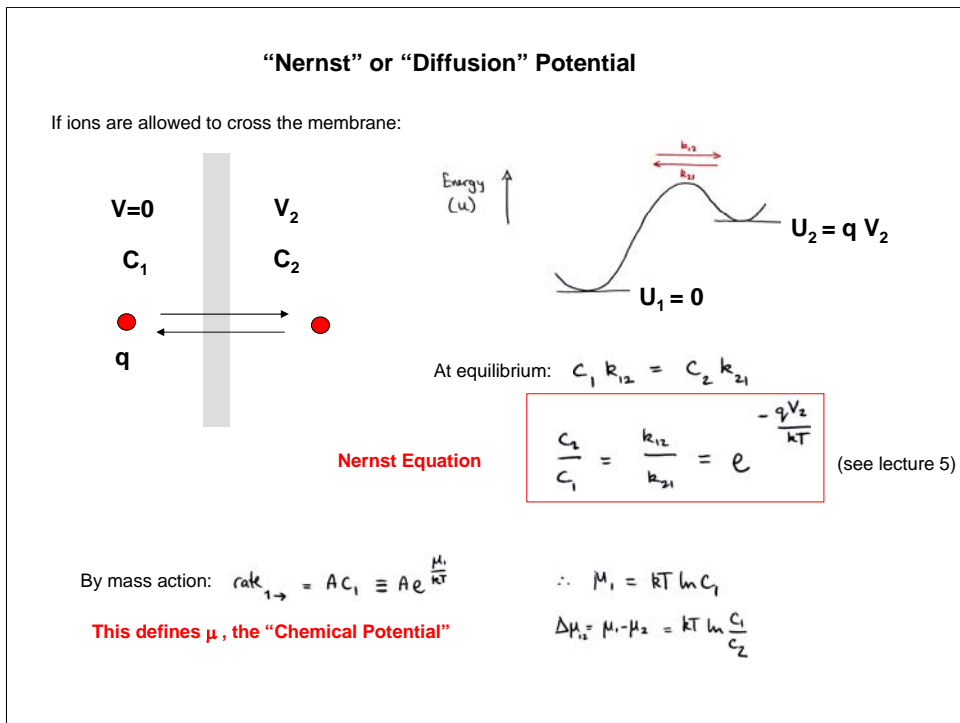 “Nernst” or “Diffusion” Potential
If ions are allowed to cross the membrane:
V=0
V₂
C₁
C₂
q
Energy
(u)
k₁₂
k₂₁
U₂ = q V₂
U₁ = 0
At equilibrium: C₁ k₁₂ = C₂ k₂₁
Nernst Equation
C₂/C₁ = k₁₂/k₂₁ = e^(-qV₂/kT)
(see lecture 5)
By mass action: rate₁→ = AC₁ ≡ Ae^(μ₁/kT)
∴ μ₁ = kT ln C₁
This defines μ , the “Chemical Potential”
Δμ₁₂ = μ₁-μ₂ = kT ln C₁/C₂